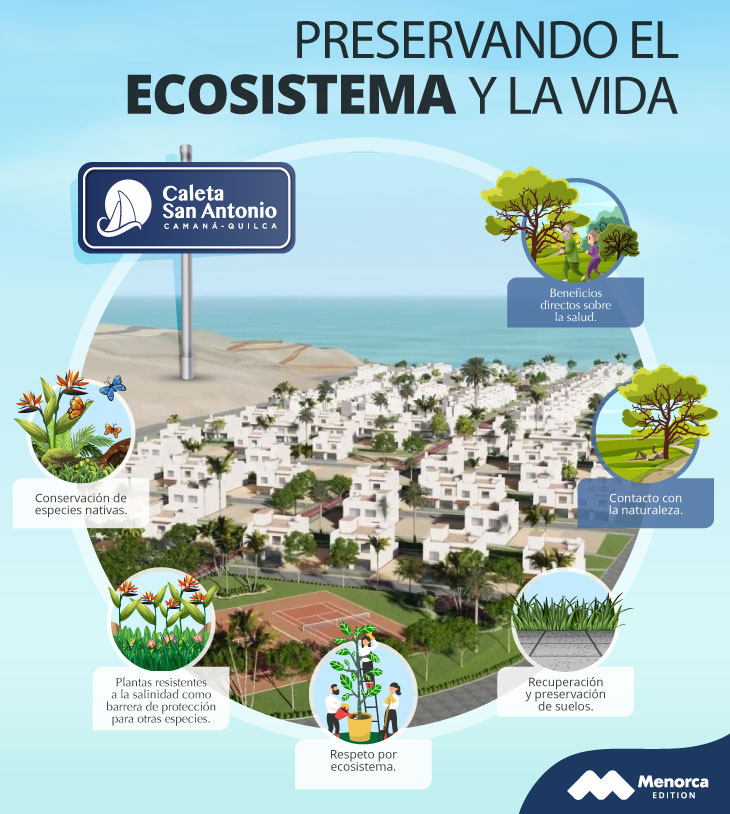 PRESERVANDO EL
ECOSISTEMA Y LA VIDA
Caleta
San Antonio
CAMANÁ-QUILCA
Beneficios
directos sobre
la salud.
Conservación de
especies nativas.
Contacto con
la naturaleza.
Plantas resistentes
a la salinidad como
barrera de protección
para otras especies.
Recuperación
y preservación
de suelos.
Respeto por
ecosistema.
Menorca
EDITION